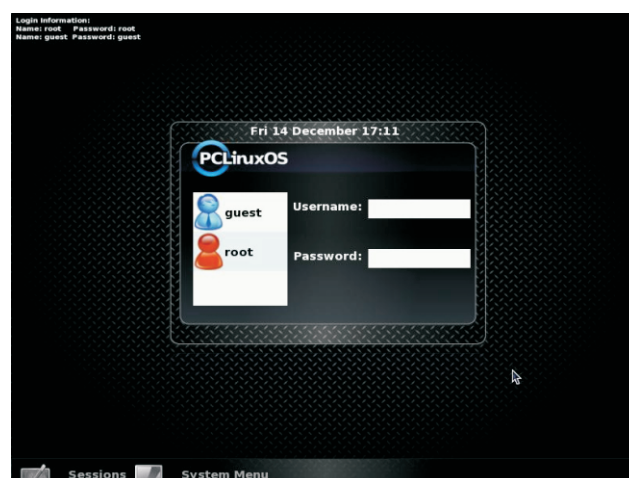 Login Information:
Name: root Password: root
Name: guest Password: guest
Fri 14 December 17:11
PCLinuxOS
guest
Username:
root
Password:
Sessions
System Menu